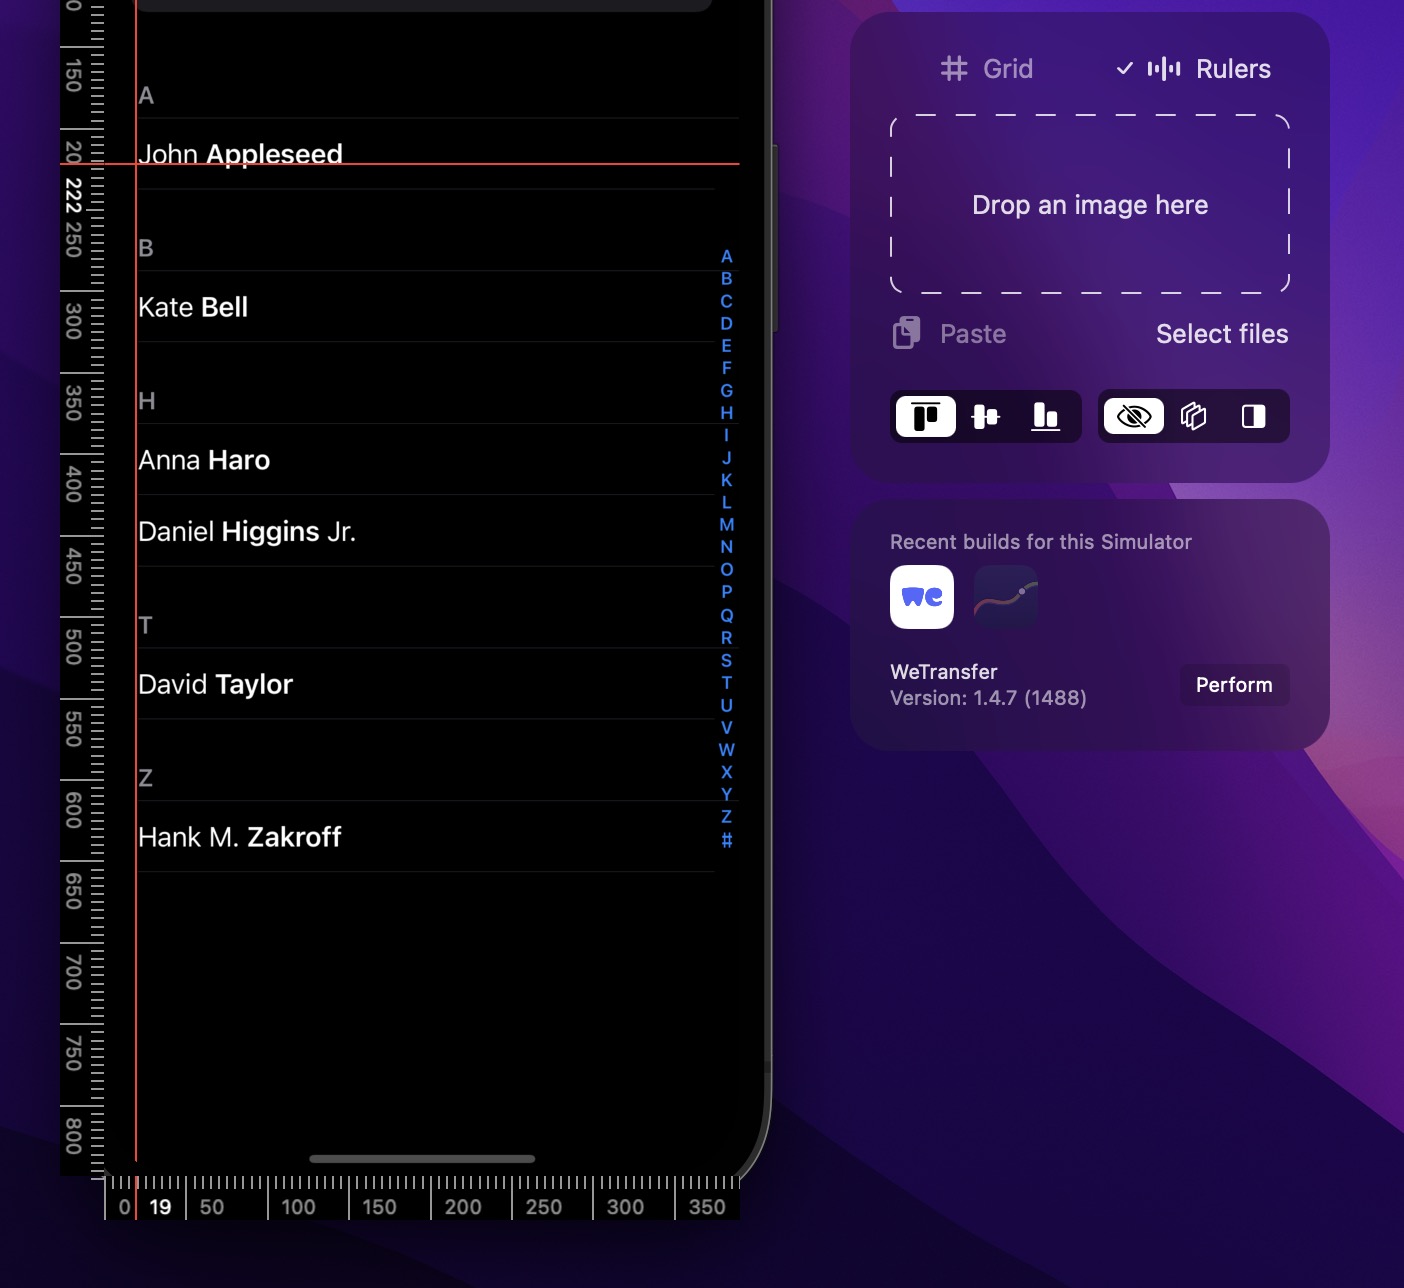 0
150
20
222
250
300
350
400
450
500
550
600
650
700
750
800
A
John Appleseed
B
Kate Bell
H
Anna Haro
Daniel Higgins Jr.
T
David Taylor
Z
Hank M. Zakroff
A
B
C
D
E
F
G
H
I
J
K
L
M
N
O
P
Q
R
S
T
U
V
W
X
Y
Z
#
0 19 50 100 150 200 250 300 350
Grid
Rulers
Drop an image here
Paste
Select files
Recent builds for this Simulator
we
WeTransfer
Version: 1.4.7 (1488)
Perform